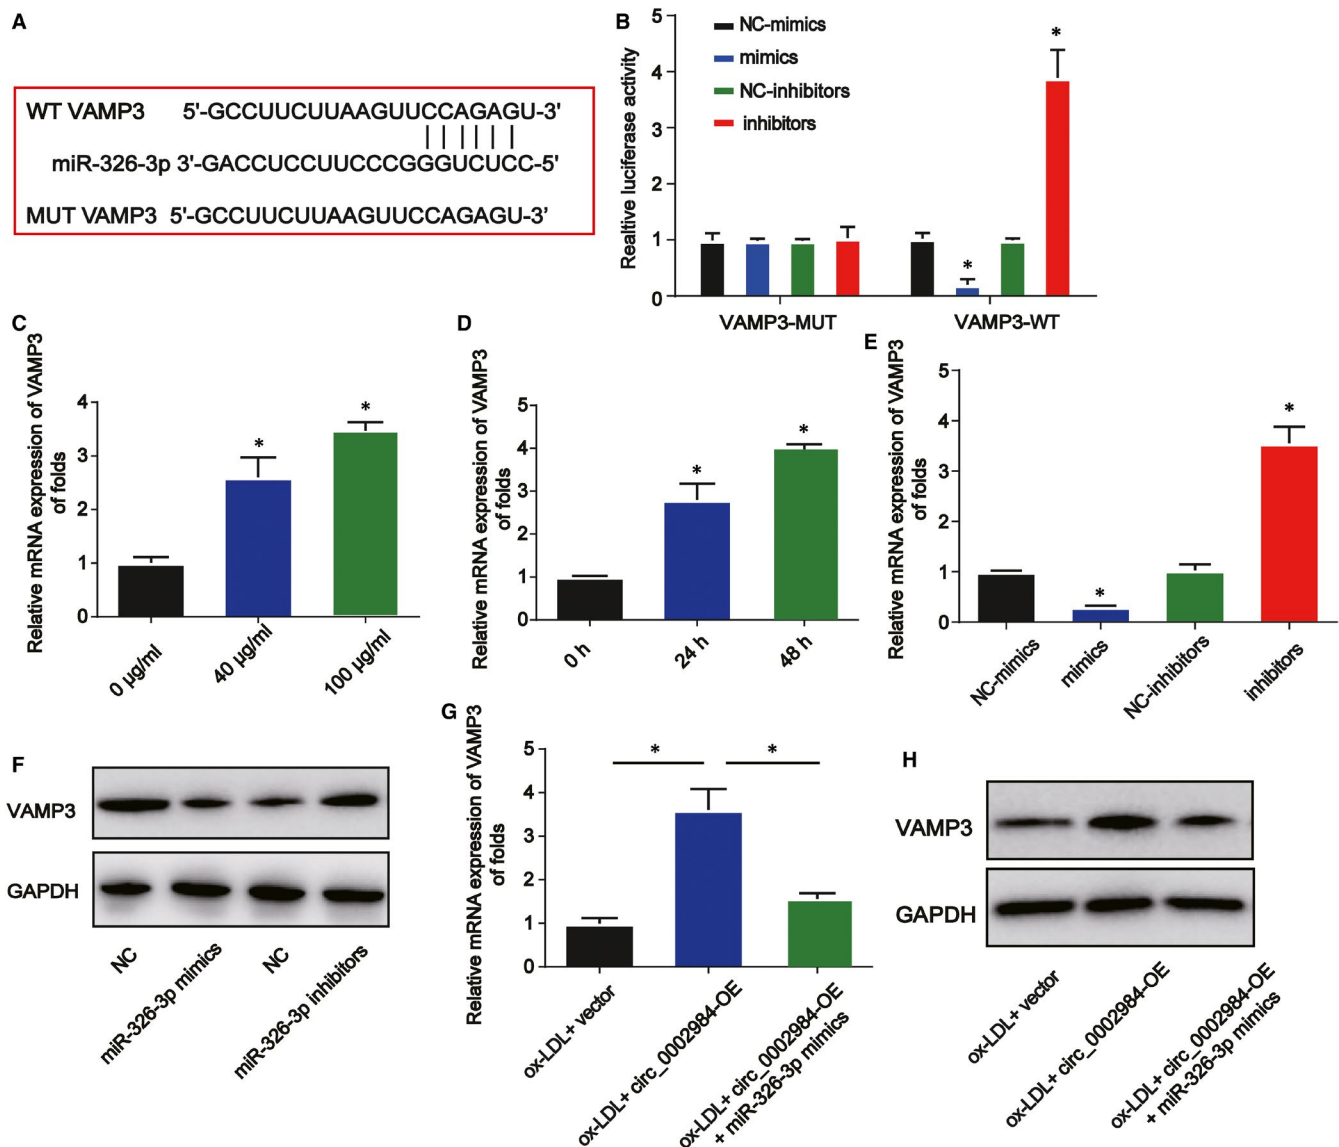 A
WT VAMP3 5'-GCCUUCUUAAGUUCCAGAGU-3'
miR-326-3p 3'-GACCUCCUUCCCGGGUCUCC-5'
MUT VAMP3 5'-GCCUUCUUAAGUUCCAGAGU-3'
B
Realtive luciferase activity
5
4
3
2
1
0
NC-mimics
mimics
NC-inhibitors
inhibitors
*
*
VAMP3-MUT
VAMP3-WT
C
Relative mRNA expression of VAMP3
of folds
4
3
2
1
0
*
*
0 µg/ml
40 µg/ml
100 µg/ml
D
Relative mRNA expression of VAMP3
of folds
5
4
3
2
1
0
*
*
0 h
24 h
48 h
E
Relative mRNA expression of VAMP3
of folds
5
4
3
2
1
0
*
*
NC-mimics
mimics
NC-inhibitors
inhibitors
F
VAMP3
GAPDH
NC
miR-326-3p mimics
NC
miR-326-3p inhibitors
G
Relative mRNA expression of VAMP3
of folds
5
4
3
2
1
0
*
*
ox-LDL+ vector
ox-LDL+ circ_0002984-OE
ox-LDL+ circ_0002984-OE
+ miR-326-3p mimics
H
VAMP3
GAPDH
ox-LDL+ vector
ox-LDL+ circ_0002984-OE
ox-LDL+ circ_0002984-OE
+ miR-326-3p mimics